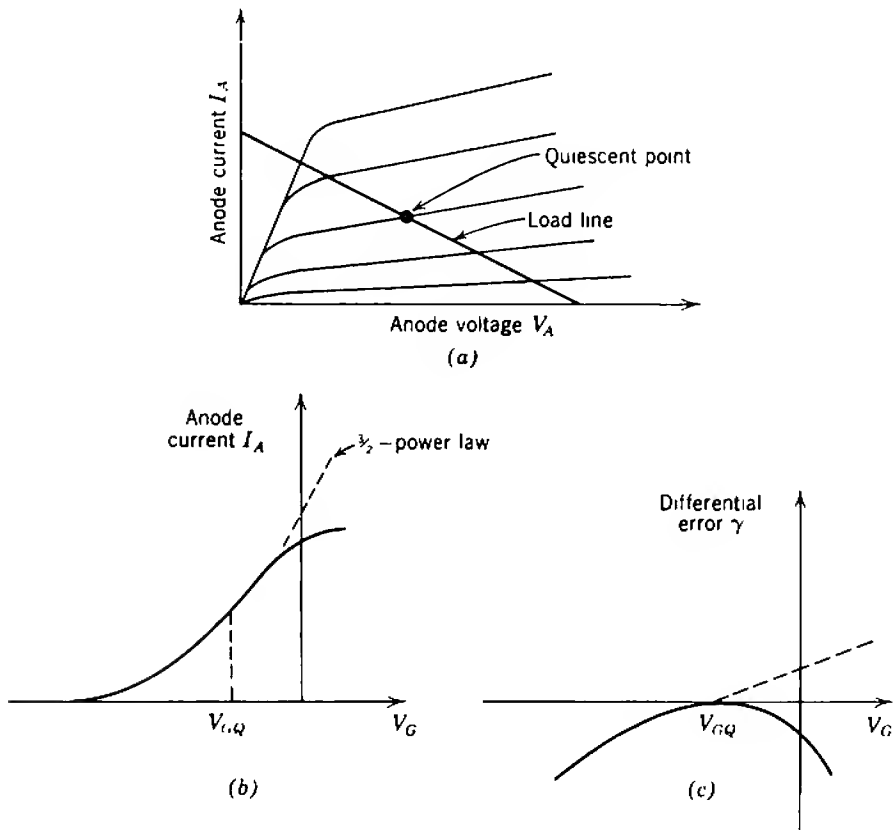 Anode current I_A
Quiescent point
Load line
Anode voltage V_A
(a)
Anode
current I_A
3/2 – power law
V_GQ
V_G
(b)
Differential
error γ
V_GQ
V_G
(c)